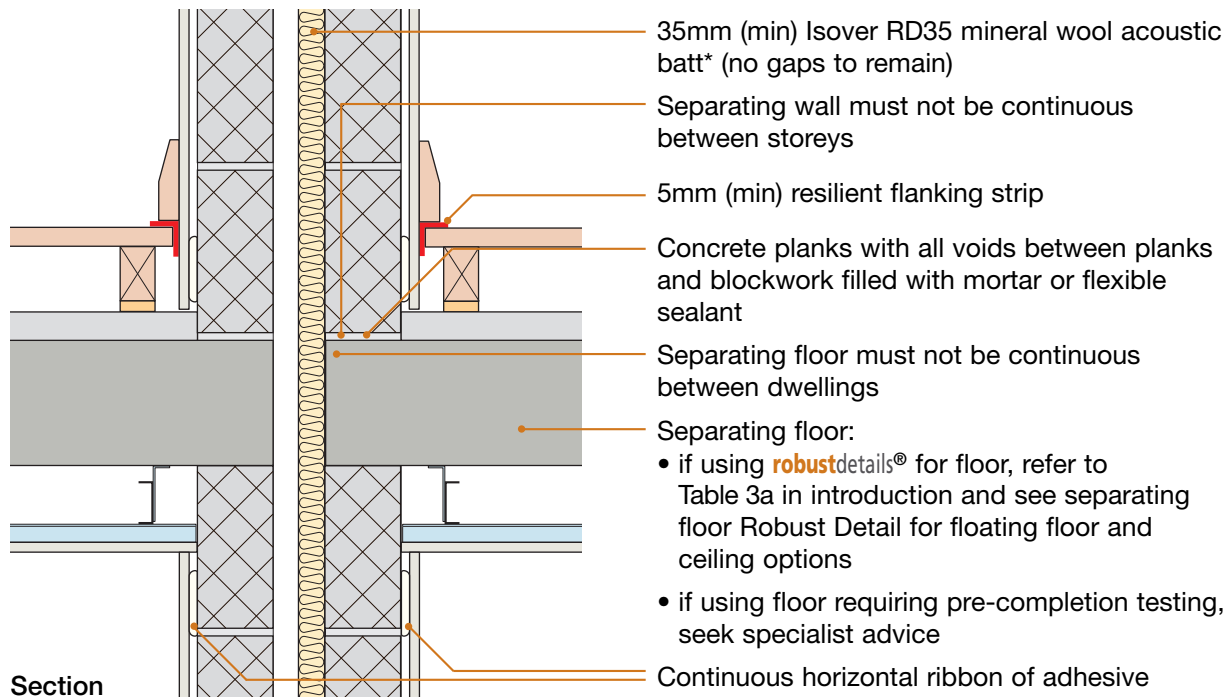 35mm (min) Isover RD35 mineral wool acoustic
batt* (no gaps to remain)
Separating wall must not be continuous
between storeys
5mm (min) resilient flanking strip
Concrete planks with all voids between planks
and blockwork filled with mortar or flexible
sealant
Separating floor must not be continuous
between dwellings
Separating floor:
• if using robustdetails® for floor, refer to
Table 3a in introduction and see separating
floor Robust Detail for floating floor and
ceiling options
• if using floor requiring pre-completion testing,
seek specialist advice
Continuous horizontal ribbon of adhesive
Section